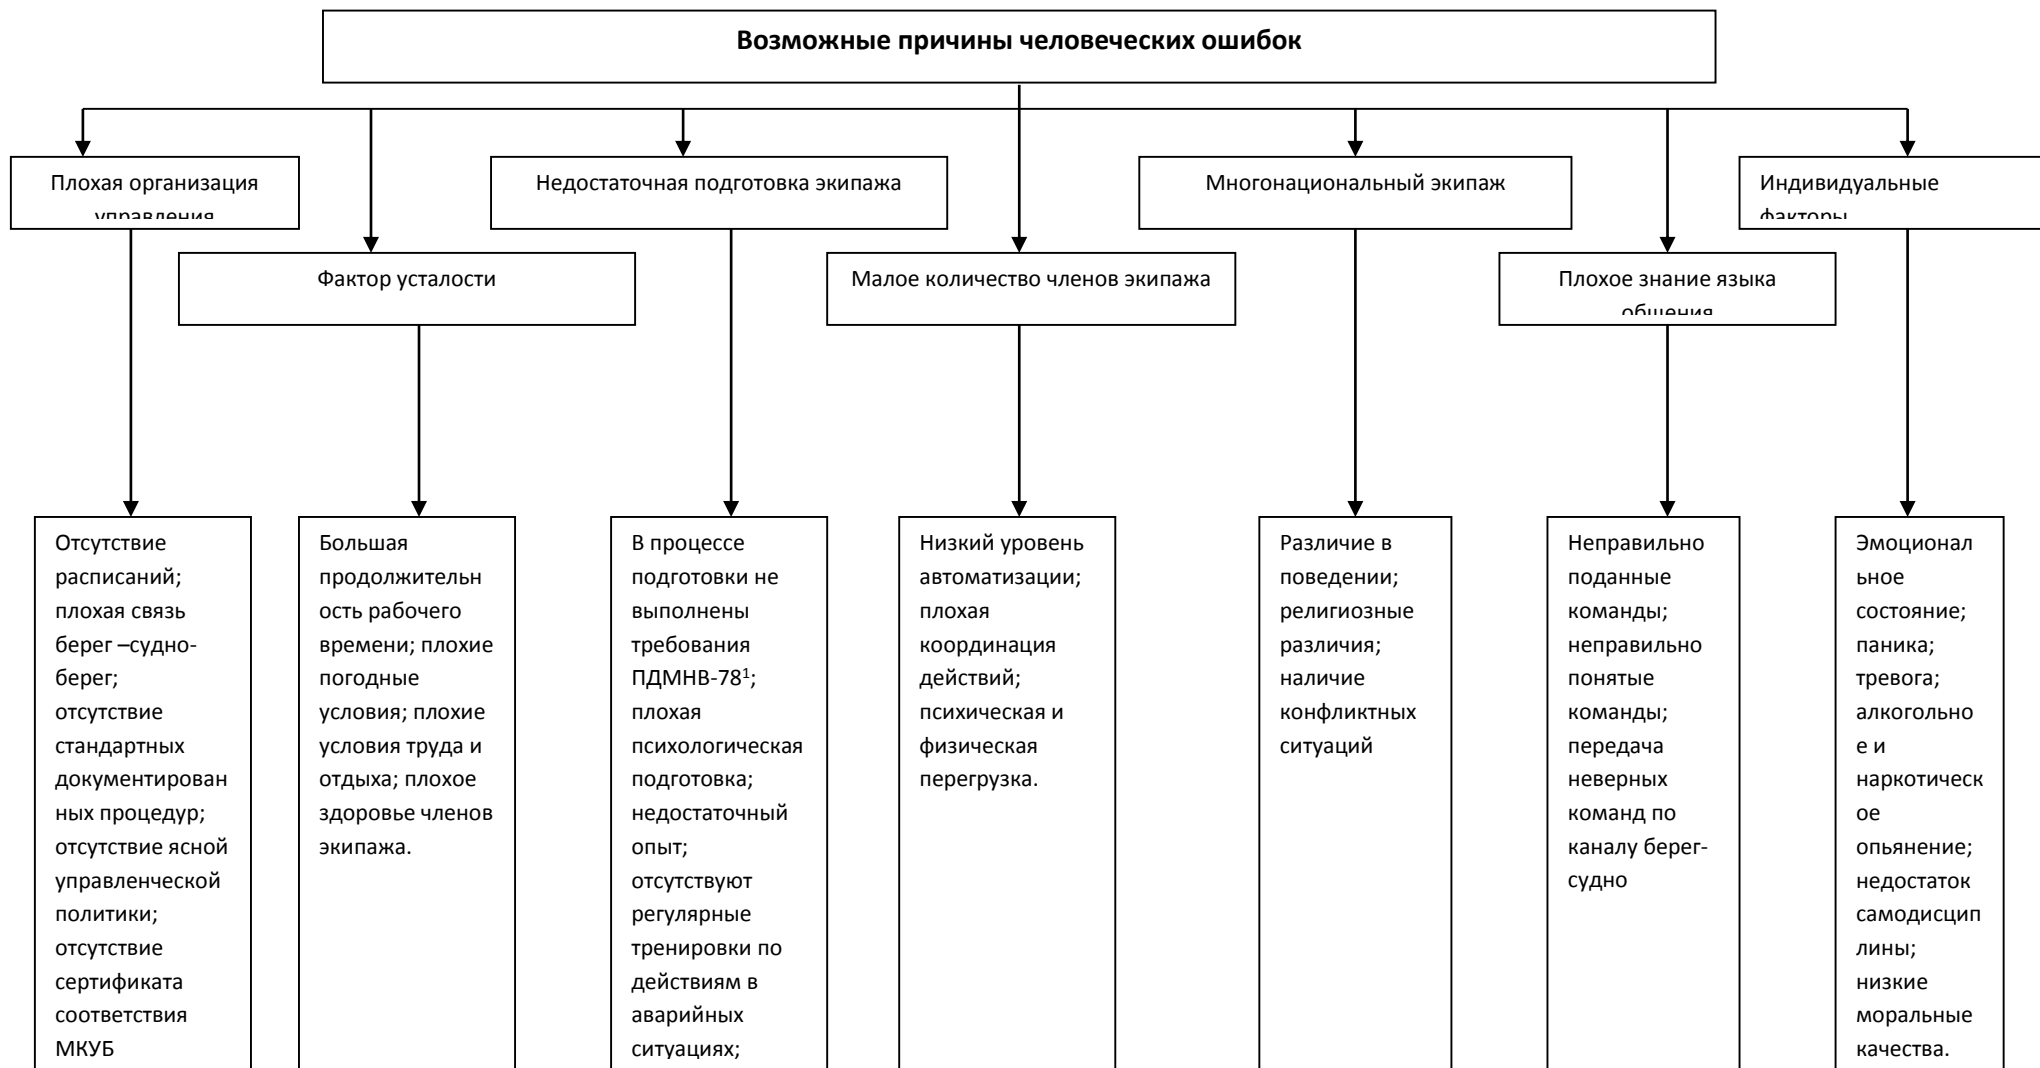 Возможные причины человеческих ошибок
Плохая организация
управления
Недостаточная подготовка экипажа
Многонациональный экипаж
Индивидуальные
факторы
Фактор усталости
Малое количество членов экипажа
Плохое знание языка
общения
Отсутствие
расписаний;
плохая связь
берег –судно-
берег;
отсутствие
стандартных
документирован
ных процедур;
отсутствие ясной
управленческой
политики;
отсутствие
сертификата
соответствия
МКУБ
Большая
продолжительн
ость рабочего
времени; плохие
погодные
условия; плохие
условия труда и
отдыха; плохое
здоровье членов
экипажа.
В процессе
подготовки не
выполнены
требования
ПДМНВ-78¹;
плохая
психологическая
подготовка;
недостаточный
опыт;
отсутствуют
регулярные
тренировки по
действиям в
аварийных
ситуациях;
Низкий уровень
автоматизации;
плохая
координация
действий;
психическая и
физическая
перегрузка.
Различие в
поведении;
религиозные
различия;
наличие
конфликтных
ситуаций
Неправильно
поданные
команды;
неправильно
понятые
команды;
передача
неверных
команд по
каналу берег-
судно
Эмоционал
ьное
состояние;
паника;
тревога;
алкогольно
е и
наркотическ
ое
опьянение;
недостаток
самодисцип
лины;
низкие
моральные
качества.